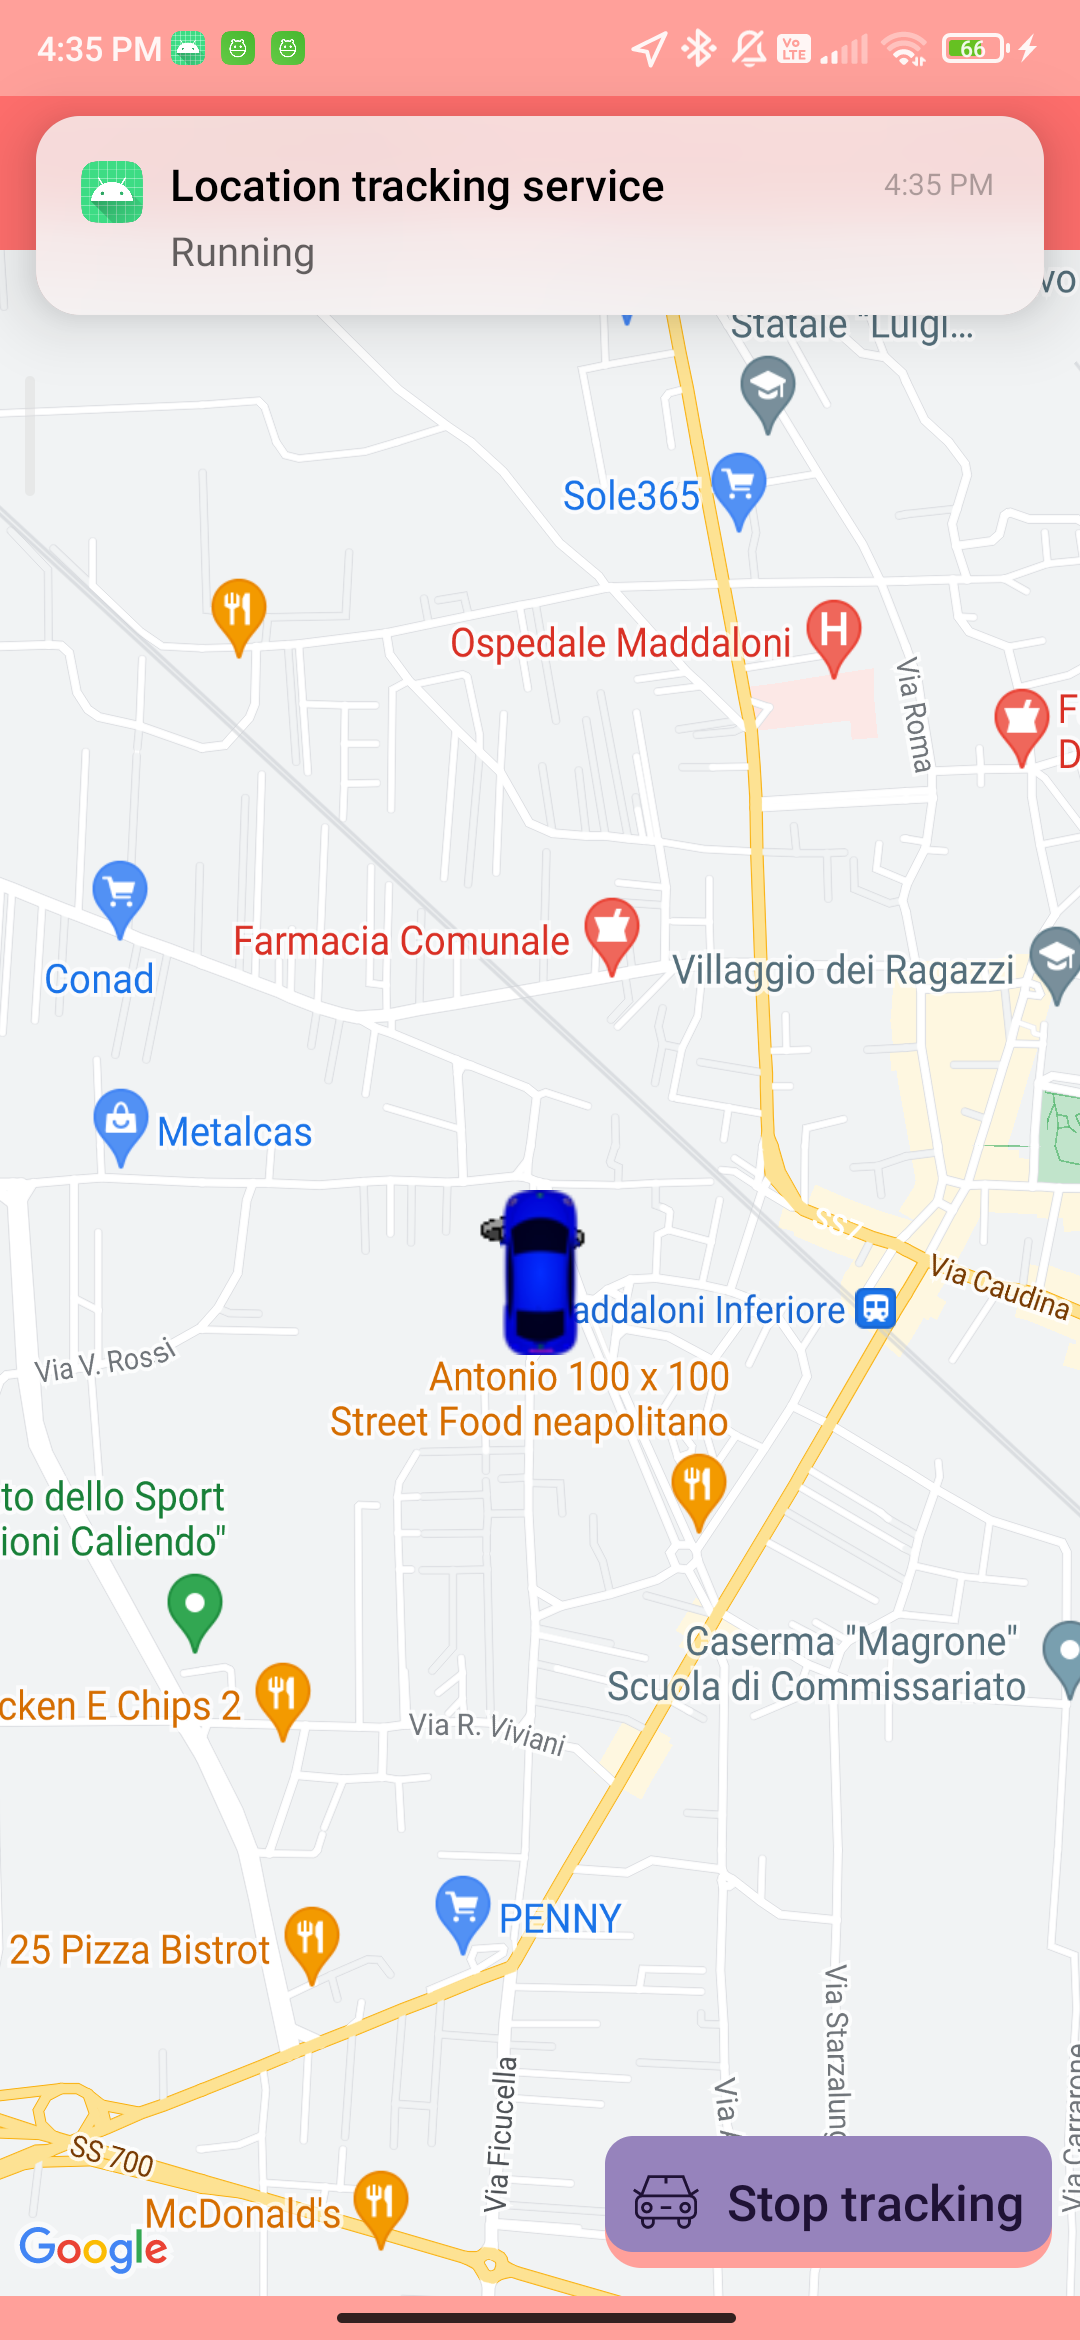 4:35 PM
Vo LTE
66
Location tracking service
4:35 PM
Running
vo
Statale "Luigi...
Sole365
Ospedale Maddaloni
Via Roma
F
D
Conad
Farmacia Comunale
Villaggio dei Ragazzi
Metalcas
SS7
Via Caudina
addaloni Inferiore
Via V. Rossi
Antonio 100 x 100
Street Food neapolitano
to dello Sport
ioni Caliendo"
Caserma "Magrone"
Scuola di Commissariato
cken E Chips 2
Via R. Viviani
PENNY
25 Pizza Bistrot
Via Starzalung
Via Ficucella
Via
Via Carrarone
SS 700
McDonald's
Stop tracking
Google